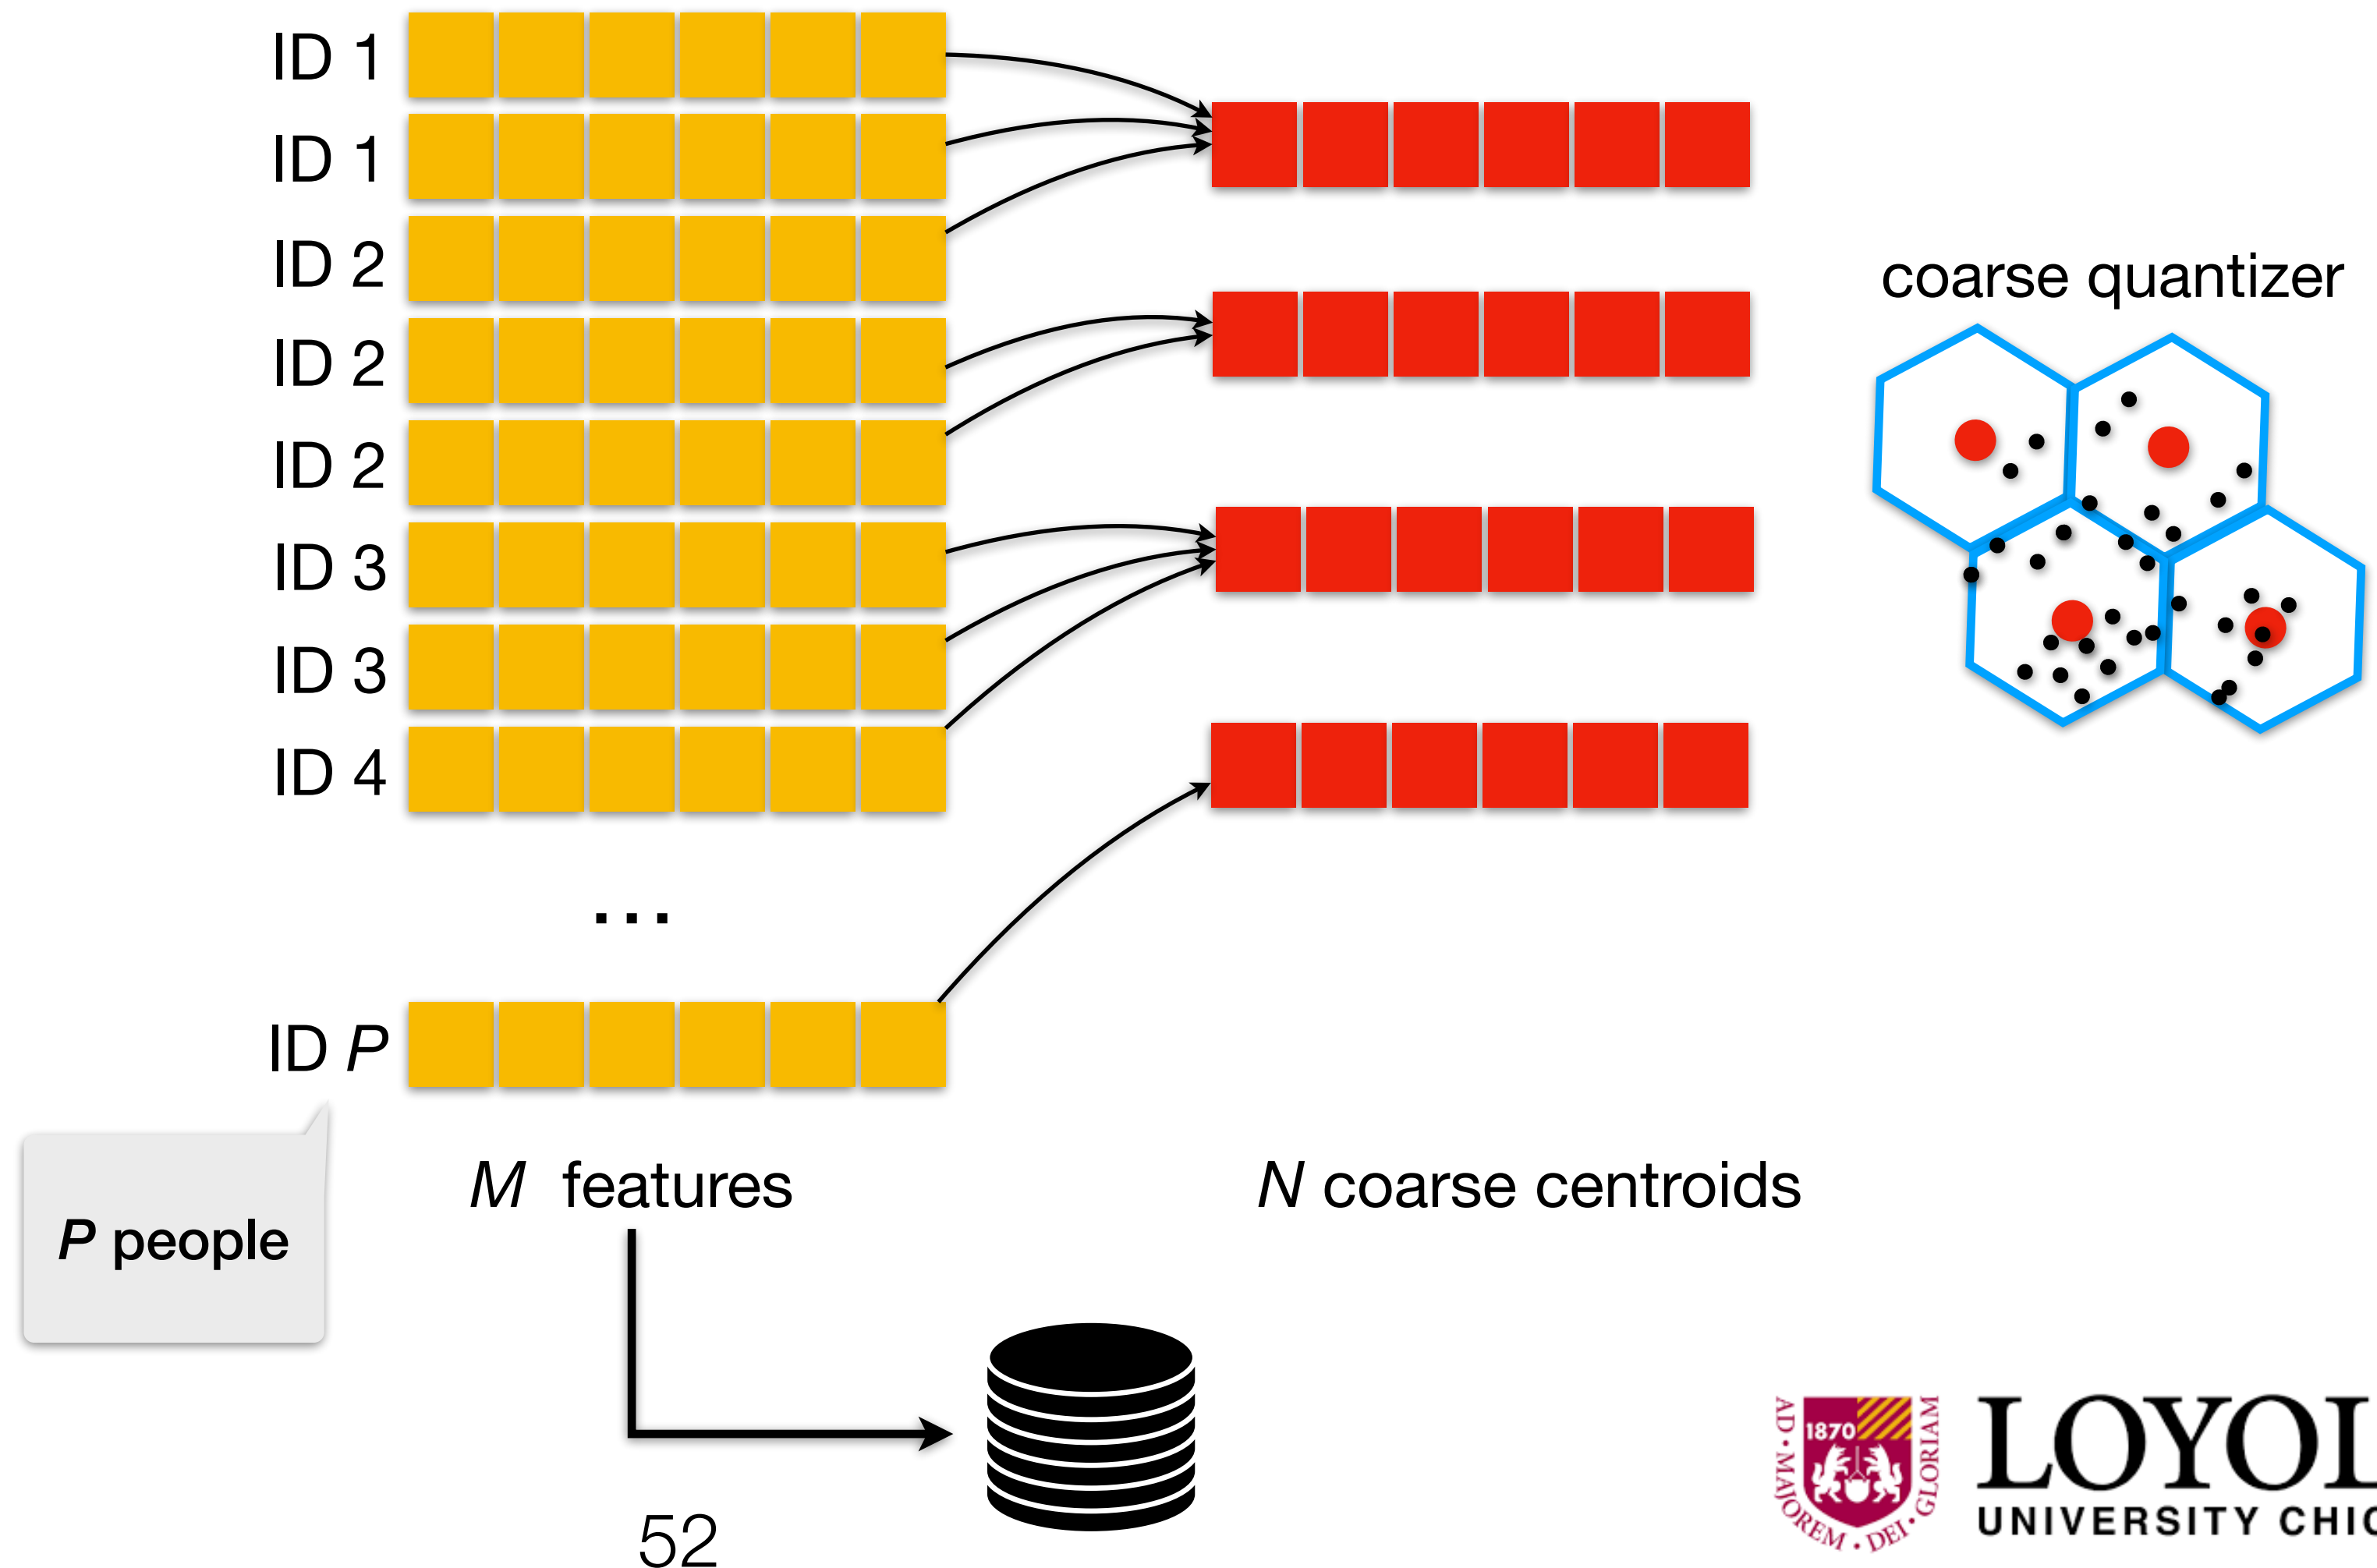 ID 1
ID 1
ID 2
ID 2
ID 2
ID 3
ID 3
ID 4
...
ID P
coarse quantizer
P people
M features
N coarse centroids
52
1870
AD • MAJOREM • DEI • GLORIAM
LOYOL
UNIVERSITY CHIC